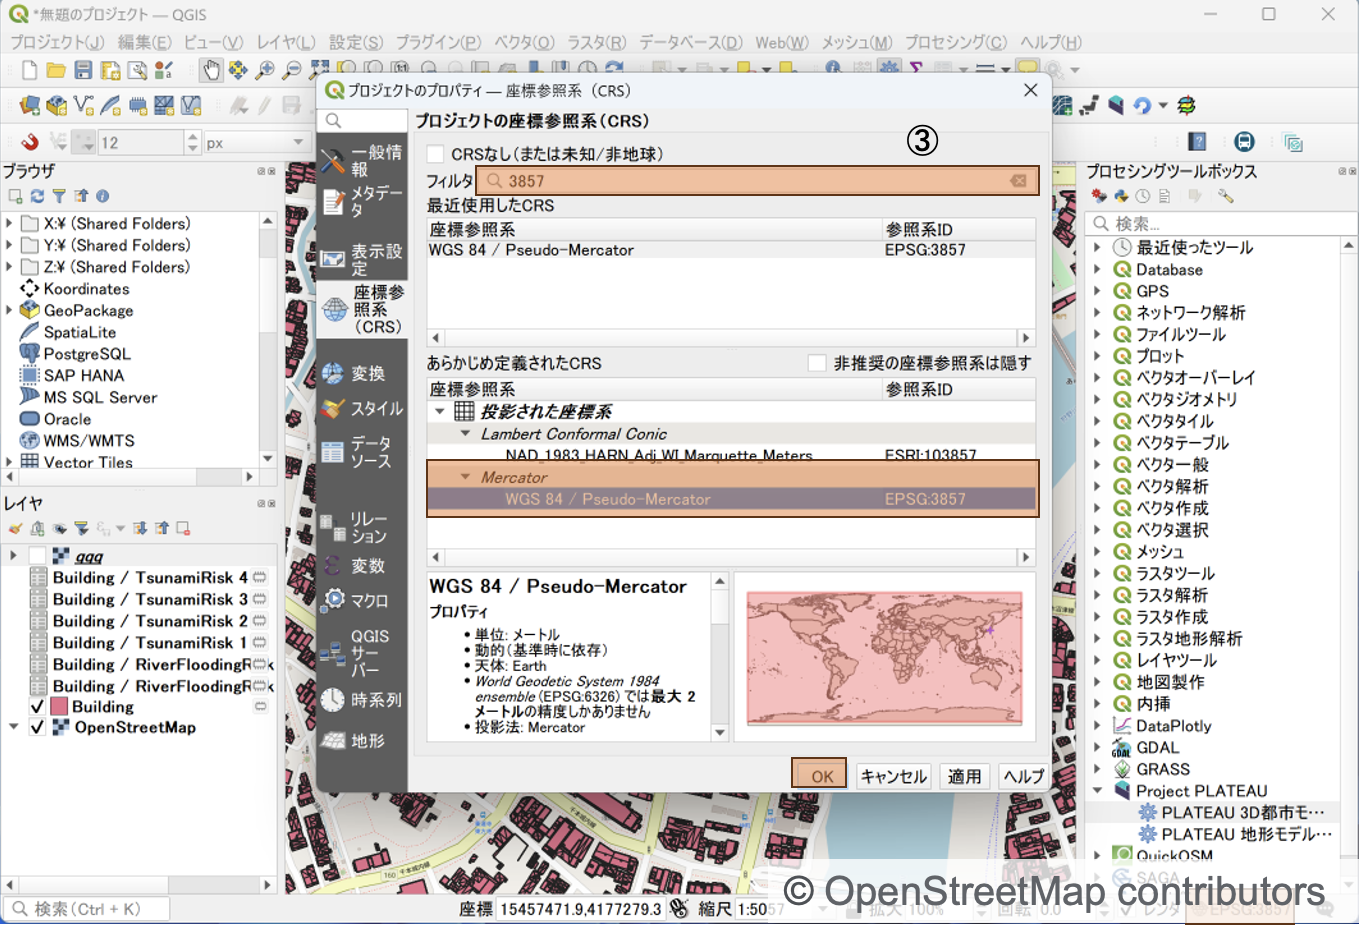 *無題のプロジェクト — QGIS
プロジェクト(J) 編集(E) ビュー(V) レイヤ(L) 設定(S) プラグイン(P) ベクタ(O) ラスタ(R) データベース(D) Web(W) メッシュ(M) プロセシング(C) ヘルプ(H)
12 px
ブラウザ
X:¥ (Shared Folders)
Y:¥ (Shared Folders)
Z:¥ (Shared Folders)
Koordinates
GeoPackage
SpatiaLite
PostgreSQL
SAP HANA
MS SQL Server
Oracle
WMS/WMTS
Vector Tiles
レイヤ
qqq
Building / TsunamiRisk 4
Building / TsunamiRisk 3
Building / TsunamiRisk 2
Building / TsunamiRisk 1
Building / RiverFloodingR
Building / RiverFloodingR
Building
OpenStreetMap
検索(Ctrl + K)
プロジェクトのプロパティ — 座標参照系 (CRS)
一般情報
メタデータ
表示設定
座標参照系 (CRS)
変換
スタイル
データソース
リレーション
変数
マクロ
QGISサーバー
時系列
地形
プロジェクトの座標参照系(CRS)
CRSなし(または未知/非地球)
③
フィルタ 3857
最近使用したCRS
座標参照系 参照系ID
WGS 84 / Pseudo-Mercator EPSG:3857
あらかじめ定義されたCRS 非推奨の座標参照系は隠す
座標参照系 参照系ID
投影された座標系
Lambert Conformal Conic
NAD_1983_HARN_Adj_WI_Marquette_Meters ESRI:103857
Mercator
WGS 84 / Pseudo-Mercator EPSG:3857
WGS 84 / Pseudo-Mercator
プロパティ
• 単位: メートル
• 動的(基準時に依存)
• 天体: Earth
• World Geodetic System 1984
ensemble (EPSG:6326) では最大 2
メートルの精度しかありません
• 投影法: Mercator
OK キャンセル 適用 ヘルプ
プロセシングツールボックス
検索...
最近使ったツール
Database
GPS
ネットワーク解析
ファイルツール
プロット
ベクタオーバーレイ
ベクタジオメトリ
ベクタタイル
ベクタテーブル
ベクタ一般
ベクタ解析
ベクタ作成
ベクタ選択
メッシュ
ラスタツール
ラスタ解析
ラスタ作成
ラスタ地形解析
レイヤツール
地図製作
内挿
DataPlotly
GDAL
GRASS
Project PLATEAU
PLATEAU 3D都市モ…
PLATEAU 地形モデル…
QuickOSM
SAGA
© OpenStreetMap contributors
座標 15457471.9,4177279.3 縮尺 1:5057 拡大 100% 回転 0.0 レンダ EPSG:3857